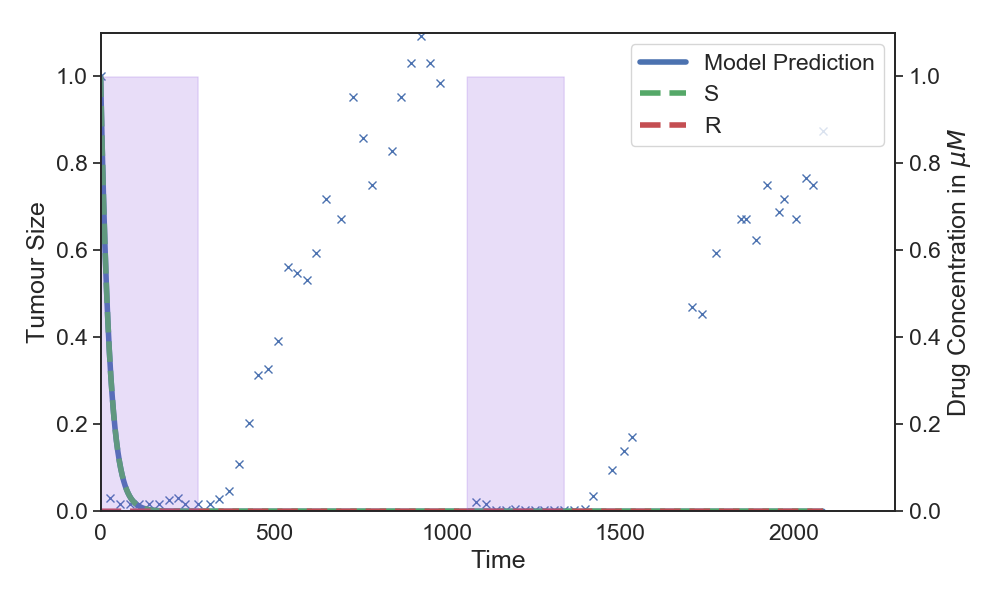 Model Prediction
S
R
Tumour Size
1.0
0.8
0.6
0.4
0.2
0.0
1.0
0.8
0.6
0.4
0.2
0.0
Drug Concentration in μM
0
500
1000
1500
2000
Time